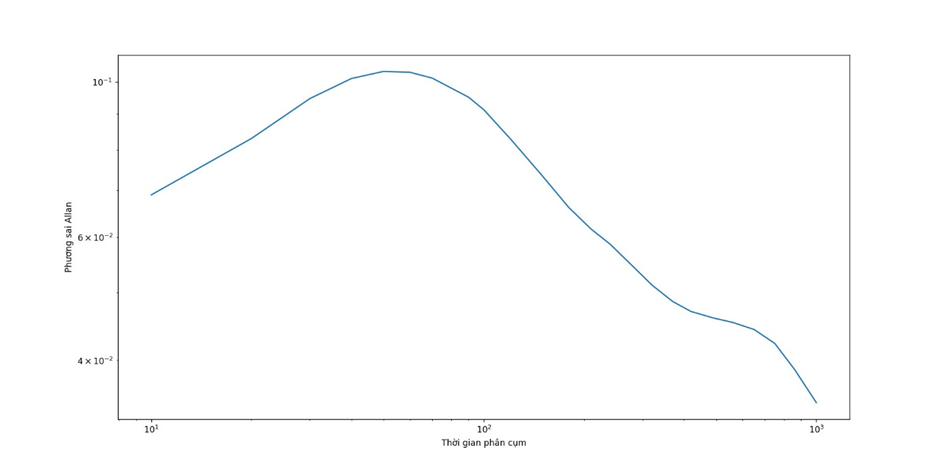 10⁻¹
6 × 10⁻²
4 × 10⁻²
Phương sai Allan
10¹
10²
10³
Thời gian phân cụm